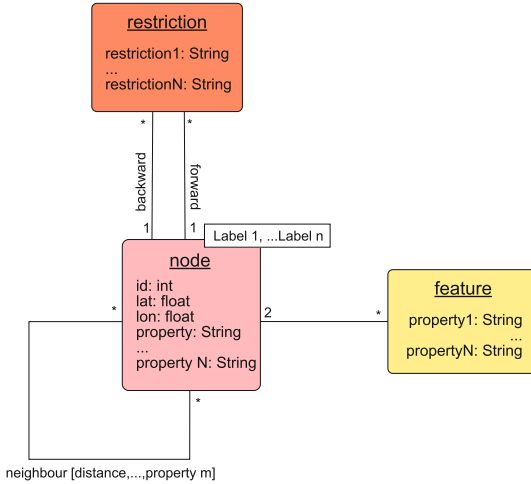 restriction
restriction1: String
...
restrictionN: String
* *
backward
forward
1 1
Label 1, ...Label n
node
id: int
lat: float
lon: float
property: String
...
property N: String
*
2 *
feature
property1: String
...
propertyN: String
*
neighbour [distance,...,property m]